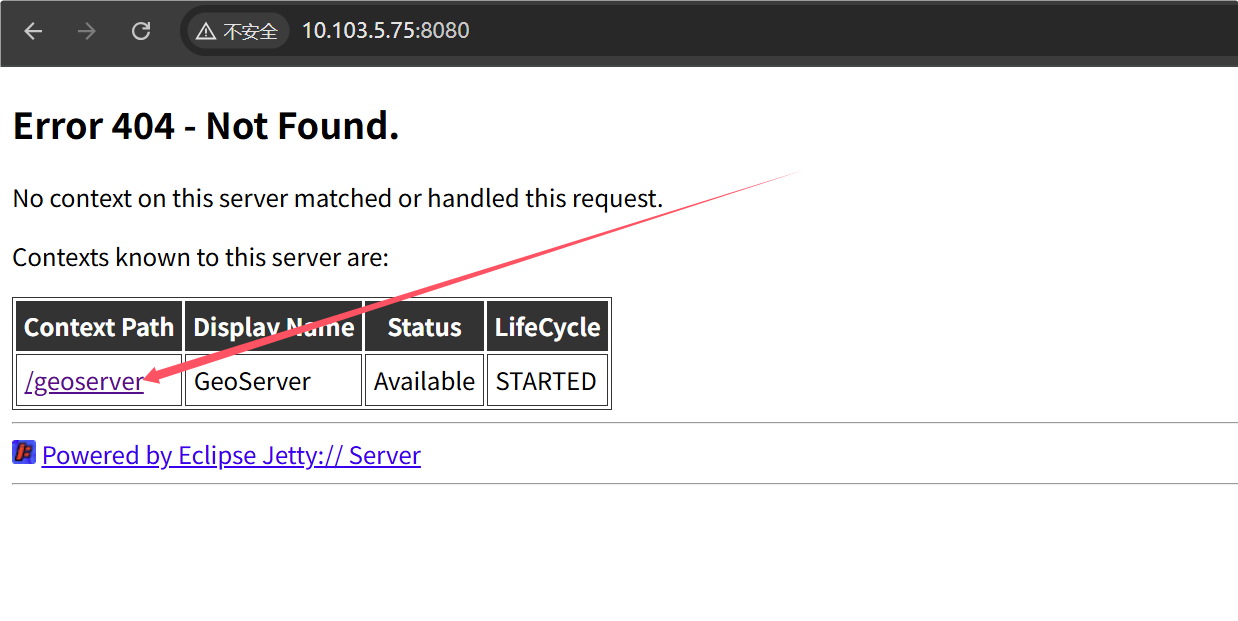 不安全 10.103.5.75:8080
Error 404 - Not Found.
No context on this server matched or handled this request.
Contexts known to this server are:
Context Path Display Name Status LifeCycle
/geoserver GeoServer Available STARTED
Powered by Eclipse Jetty:// Server